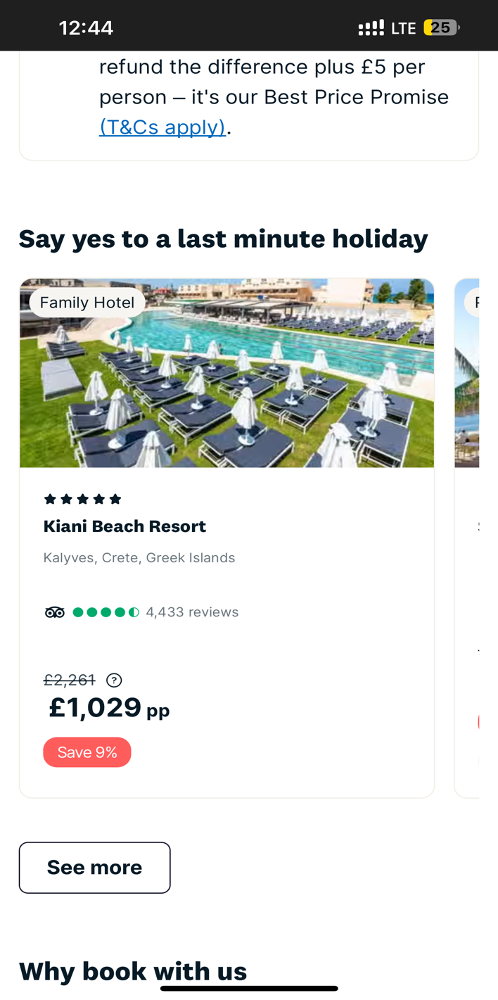 12:44
LTE
25
refund the difference plus £5 per
person – it's our Best Price Promise
(T&Cs apply).
Say yes to a last minute holiday
Family Hotel
Kiani Beach Resort
Kalyves, Crete, Greek Islands
4,433 reviews
£2,261 ?
£1,029 pp
Save 9%
See more
Why book with us